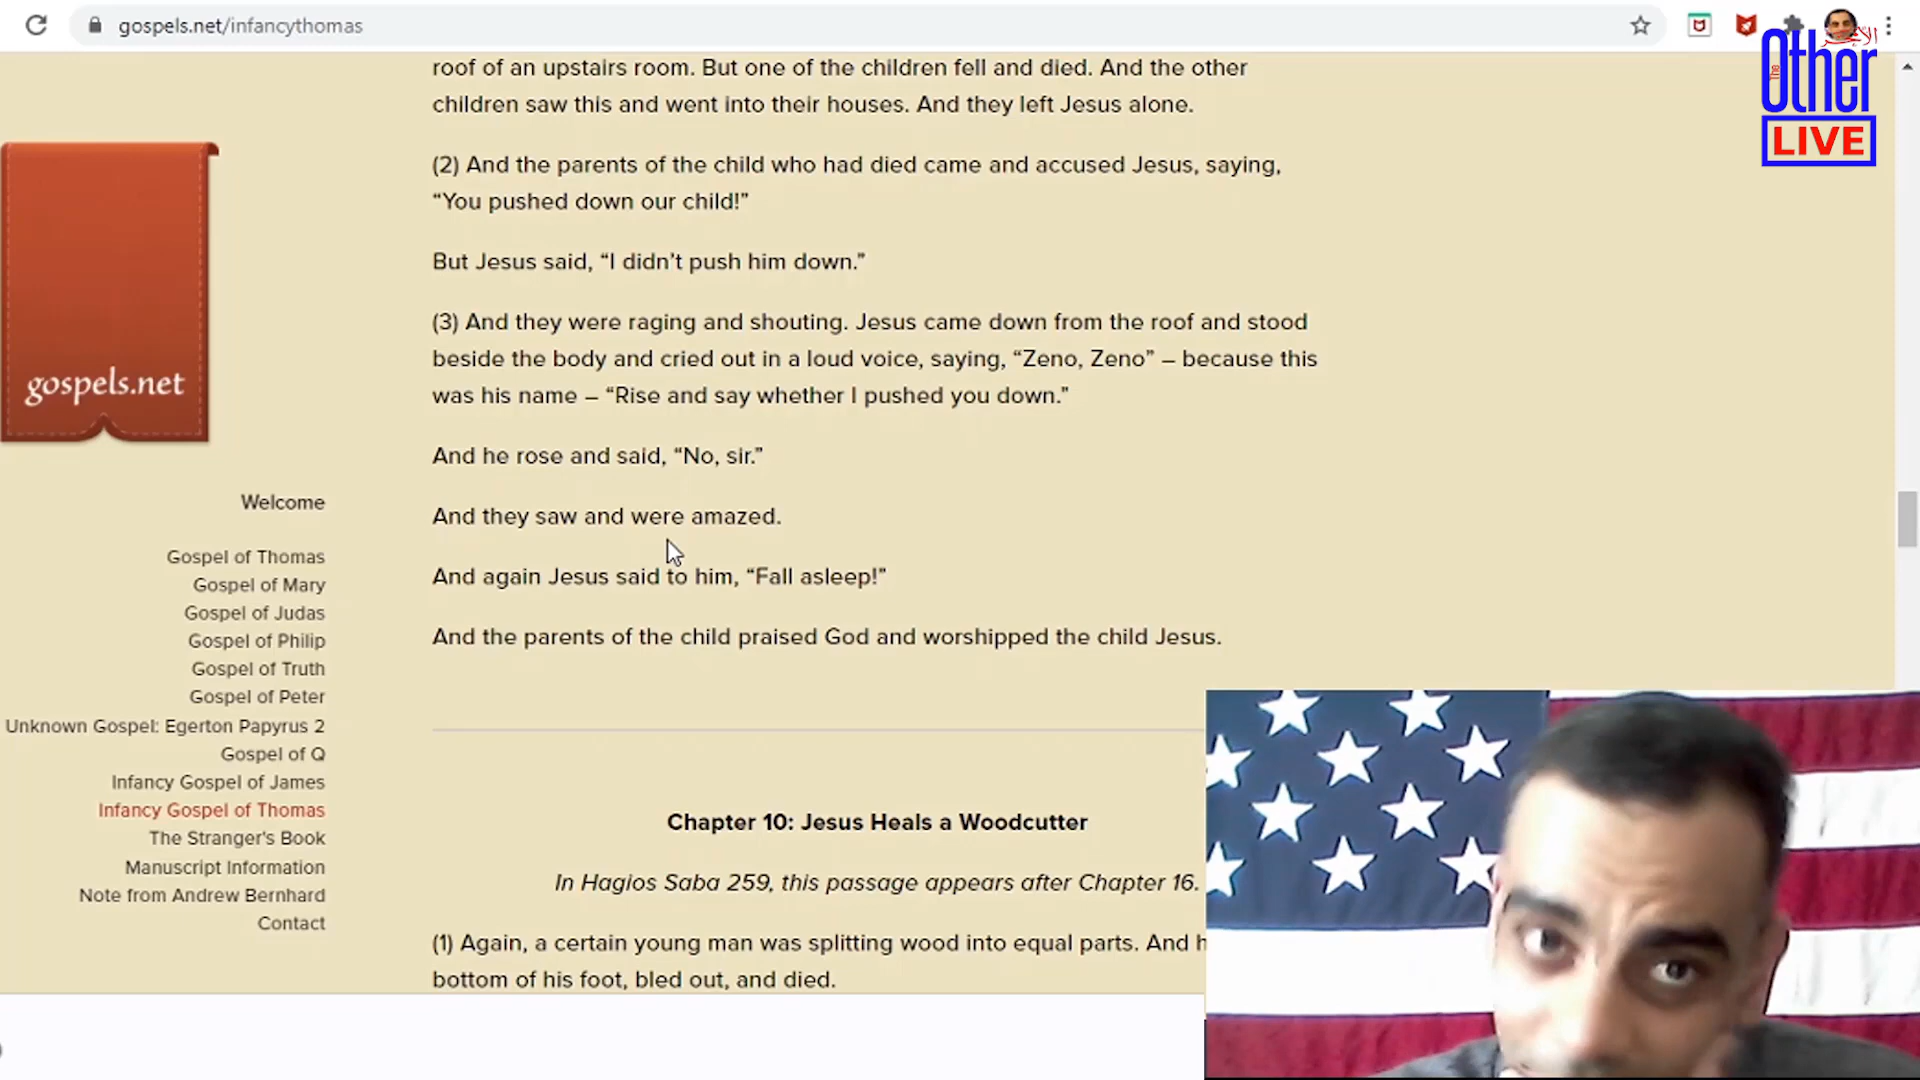 gospels.net/infancythomas
الآخر
The
Other
LIVE
roof of an upstairs room. But one of the children fell and died. And the other
children saw this and went into their houses. And they left Jesus alone.
(2) And the parents of the child who had died came and accused Jesus, saying,
“You pushed down our child!”
But Jesus said, “I didn’t push him down.”
(3) And they were raging and shouting. Jesus came down from the roof and stood
beside the body and cried out in a loud voice, saying, “Zeno, Zeno” – because this
was his name – “Rise and say whether I pushed you down.”
And he rose and said, “No, sir.”
And they saw and were amazed.
And again Jesus said to him, “Fall asleep!”
And the parents of the child praised God and worshipped the child Jesus.
Chapter 10: Jesus Heals a Woodcutter
In Hagios Saba 259, this passage appears after Chapter 16.
(1) Again, a certain young man was splitting wood into equal parts. And
bottom of his foot, bled out, and died.
gospels.net
Welcome
Gospel of Thomas
Gospel of Mary
Gospel of Judas
Gospel of Philip
Gospel of Truth
Gospel of Peter
Unknown Gospel: Egerton Papyrus 2
Gospel of Q
Infancy Gospel of James
Infancy Gospel of Thomas
The Stranger's Book
Manuscript Information
Note from Andrew Bernhard
Contact